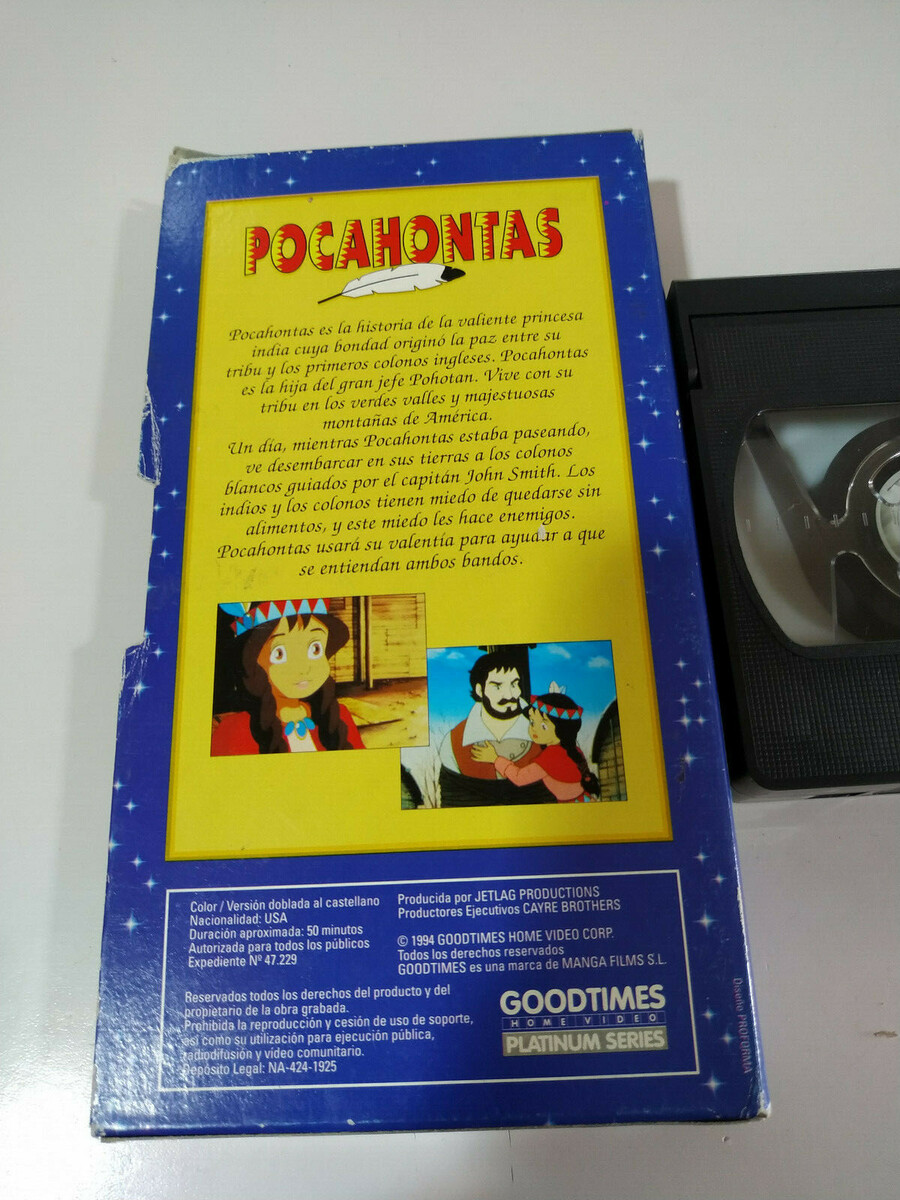 POCAHONTAS
Pocahontas es la historia de la valiente princesa
india cuya bondad originó la paz entre su
tribu y los primeros colonos ingleses. Pocahontas
es la hija del gran jefe Pohotan. Vive con su
tribu en los verdes valles y majestuosas
montañas de América.
Un día, mientras Pocahontas estaba paseando,
ve desembarcar en sus tierras a los colonos
blancos guiados por el capitán John Smith. Los
indios y los colonos tienen miedo de quedarse sin
alimentos, y este miedo les hace enemigos.
Pocahontas usará su valentía para ayudar a que
se entiendan ambos bandos.
Color / Versión doblada al castellano
Nacionalidad: USA
Duración aproximada: 50 minutos
Autorizada para todos los públicos
Expediente Nº 47.229
Producida por JETLAG PRODUCTIONS
Productores Ejecutivos CAYRE BROTHERS
© 1994 GOODTIMES HOME VIDEO CORP.
Todos los derechos reservados
GOODTIMES es una marca de MANGA FILMS S.L.
Reservados todos los derechos del producto y del
propietario de la obra grabada.
Prohibida la reproducción y cesión de uso de soporte,
así como su utilización para ejecución pública,
radiodifusión y vídeo comunitario.
Depósito Legal: NA-424-1925
GOODTIMES
HOME VIDEO
PLATINUM SERIES
Diseño PROFORMA